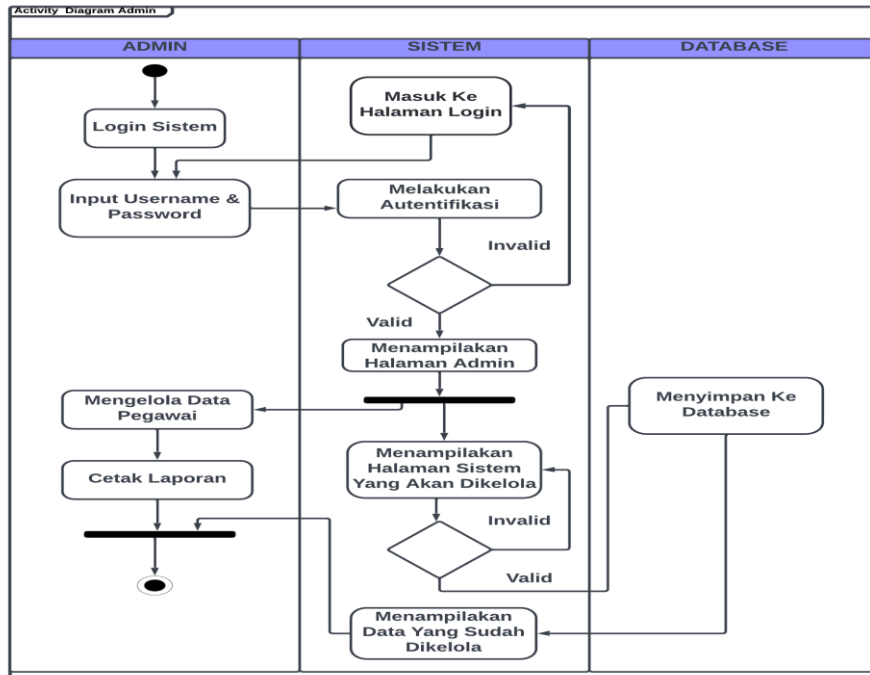 Activity Diagram Admin
ADMIN
SISTEM
DATABASE
Masuk Ke
Halaman Login
Login Sistem
Input Username &
Password
Melakukan
Autentifikasi
Invalid
Valid
Menampilakan
Halaman Admin
Mengelola Data
Pegawai
Menyimpan Ke
Database
Menampilakan
Halaman Sistem
Yang Akan Dikelola
Cetak Laporan
Invalid
Valid
Menampilakan
Data Yang Sudah
Dikelola